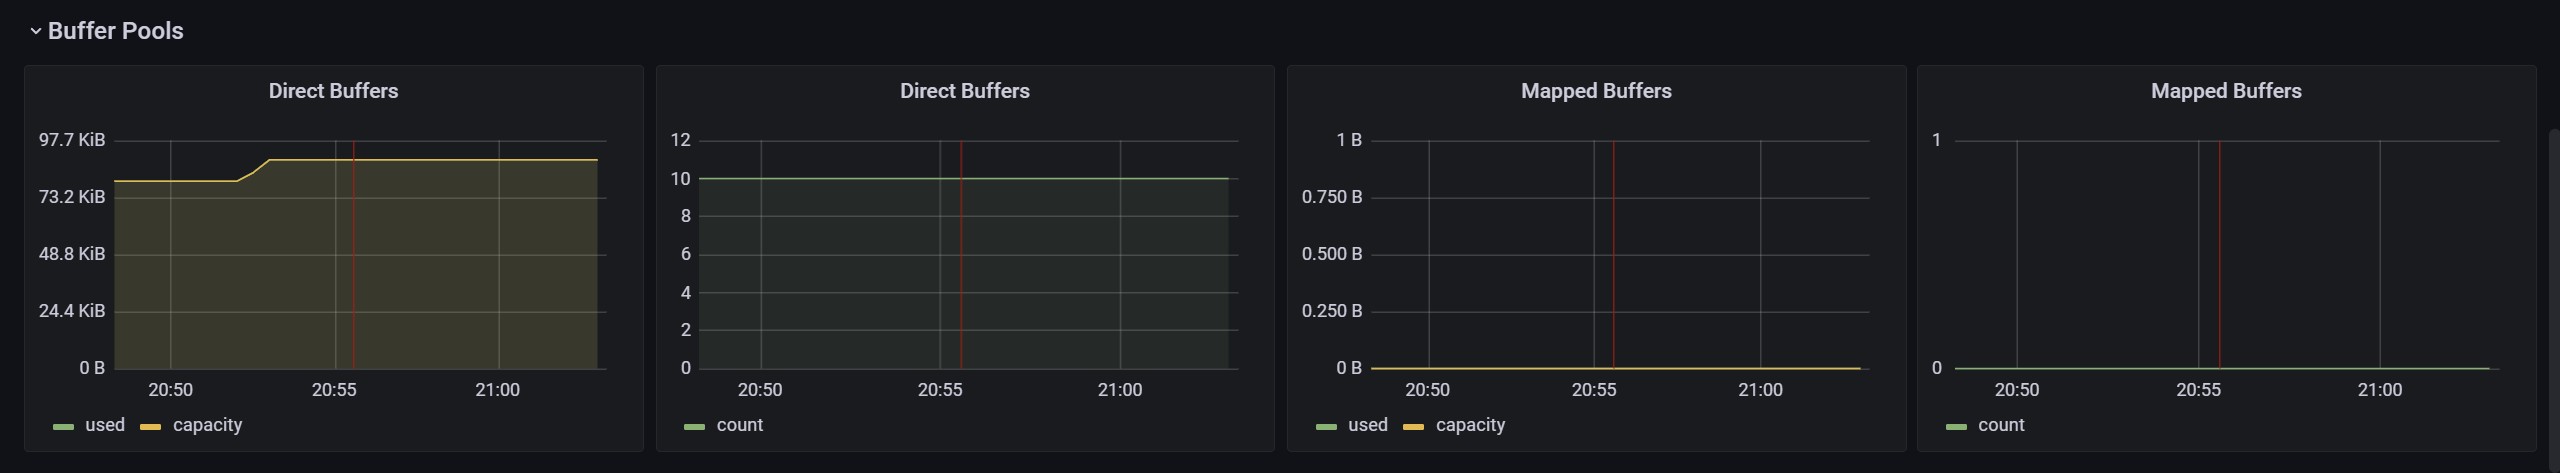 Buffer Pools
Direct Buffers
97.7 KiB
73.2 KiB
48.8 KiB
24.4 KiB
0 B
20:50 20:55 21:00
used capacity
Direct Buffers
12
10
8
6
4
2
0
20:50 20:55 21:00
count
Mapped Buffers
1 B
0.750 B
0.500 B
0.250 B
0 B
20:50 20:55 21:00
used capacity
Mapped Buffers
1
0
20:50 20:55 21:00
count